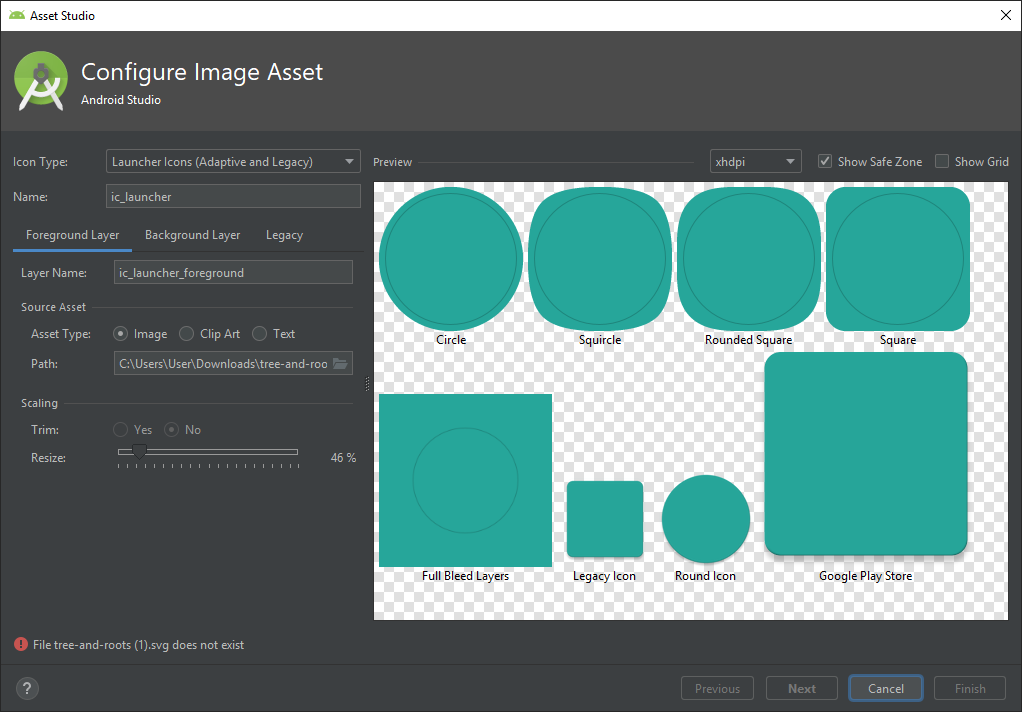 Asset Studio
Configure Image Asset
Android Studio
Icon Type: Launcher Icons (Adaptive and Legacy)
Name: ic_launcher
Foreground Layer Background Layer Legacy
Layer Name: ic_launcher_foreground
Source Asset
Asset Type: Image Clip Art Text
Path: C:\Users\User\Downloads\tree-and-roo
Scaling
Trim: Yes No
Resize: 46 %
Preview xhdpi Show Safe Zone Show Grid
Circle Squircle Rounded Square Square
Full Bleed Layers Legacy Icon Round Icon Google Play Store
! File tree-and-roots (1).svg does not exist
? Previous Next Cancel Finish